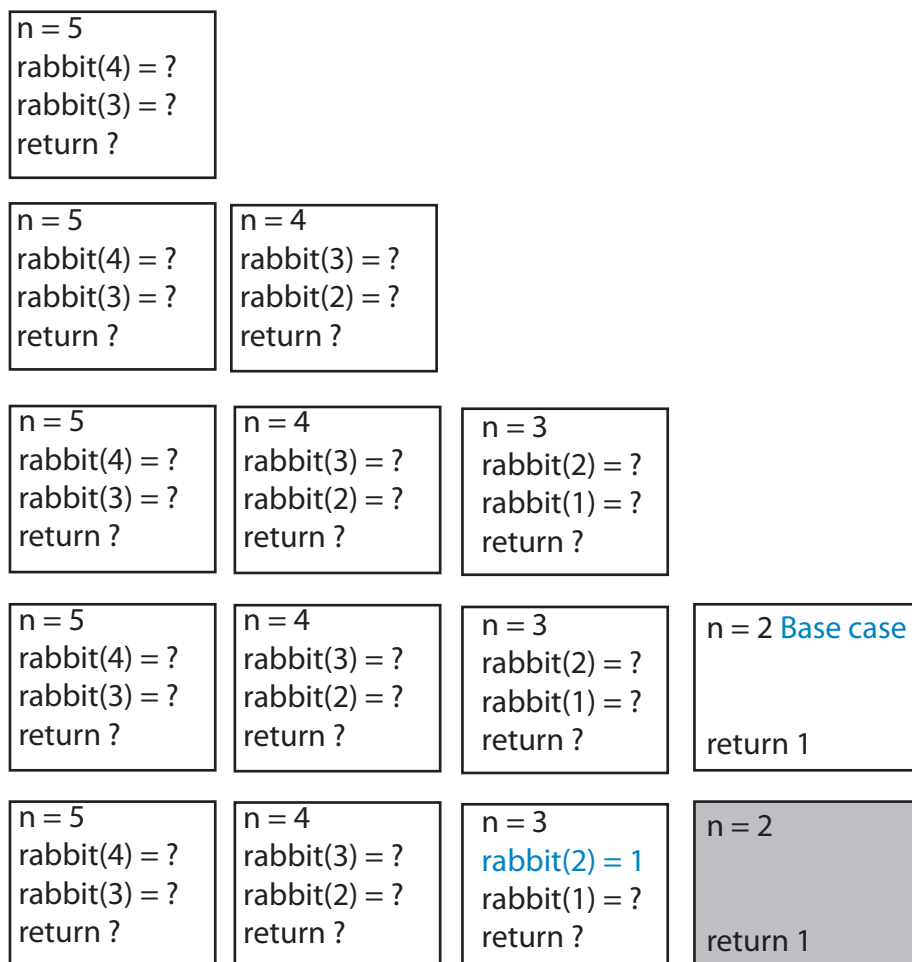 n = 5
rabbit(4) = ?
rabbit(3) = ?
return ?
n = 5
rabbit(4) = ?
rabbit(3) = ?
return ?
n = 4
rabbit(3) = ?
rabbit(2) = ?
return ?
n = 5
rabbit(4) = ?
rabbit(3) = ?
return ?
n = 4
rabbit(3) = ?
rabbit(2) = ?
return ?
n = 3
rabbit(2) = ?
rabbit(1) = ?
return ?
n = 5
rabbit(4) = ?
rabbit(3) = ?
return ?
n = 4
rabbit(3) = ?
rabbit(2) = ?
return ?
n = 3
rabbit(2) = ?
rabbit(1) = ?
return ?
n = 2 Base case
return 1
n = 5
rabbit(4) = ?
rabbit(3) = ?
return ?
n = 4
rabbit(3) = ?
rabbit(2) = ?
return ?
n = 3
rabbit(2) = 1
rabbit(1) = ?
return ?
n = 2
return 1